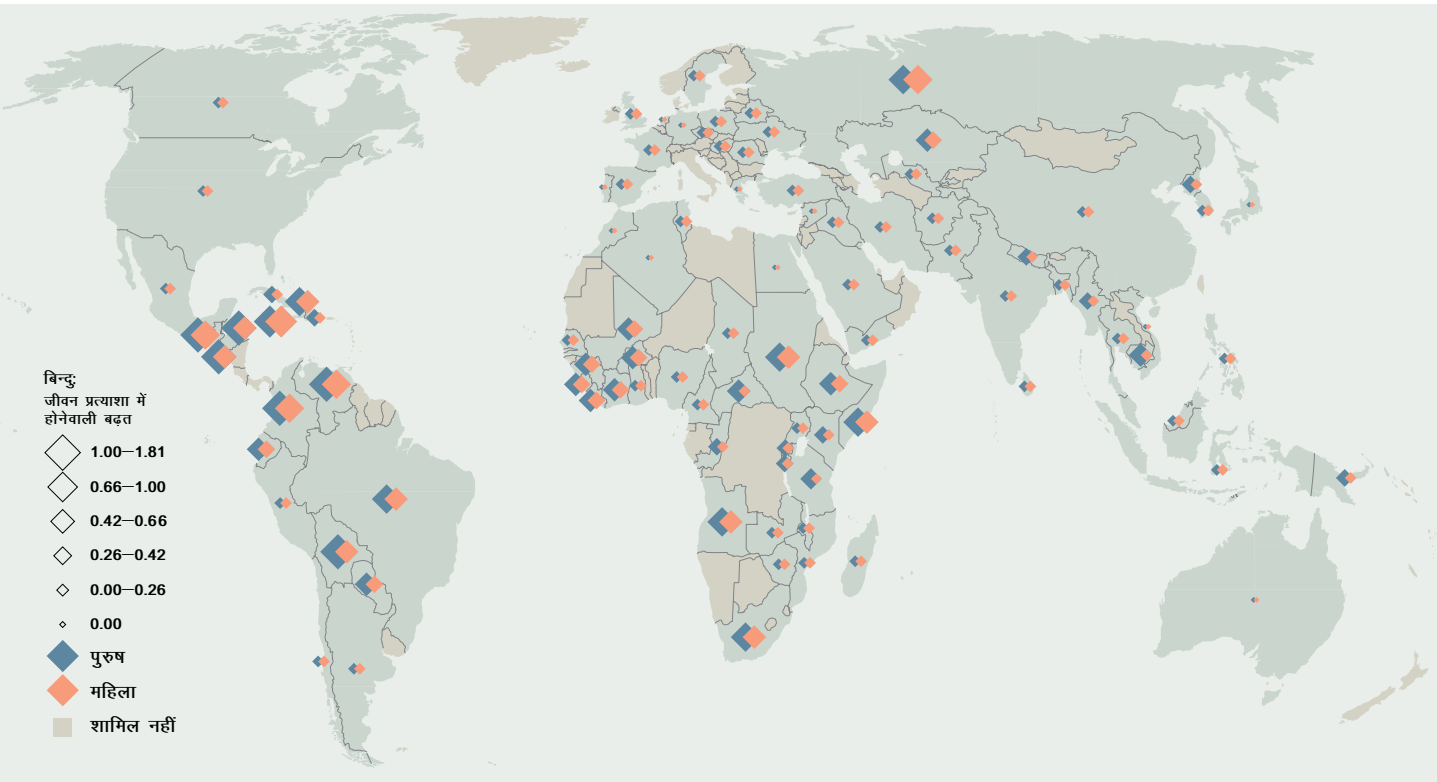 बिन्दु:
जीवन प्रत्याशा में
होनेवाली बढ़त
1.00—1.81
0.66—1.00
0.42—0.66
0.26—0.42
0.00—0.26
0.00
पुरुष
महिला
शामिल नहीं